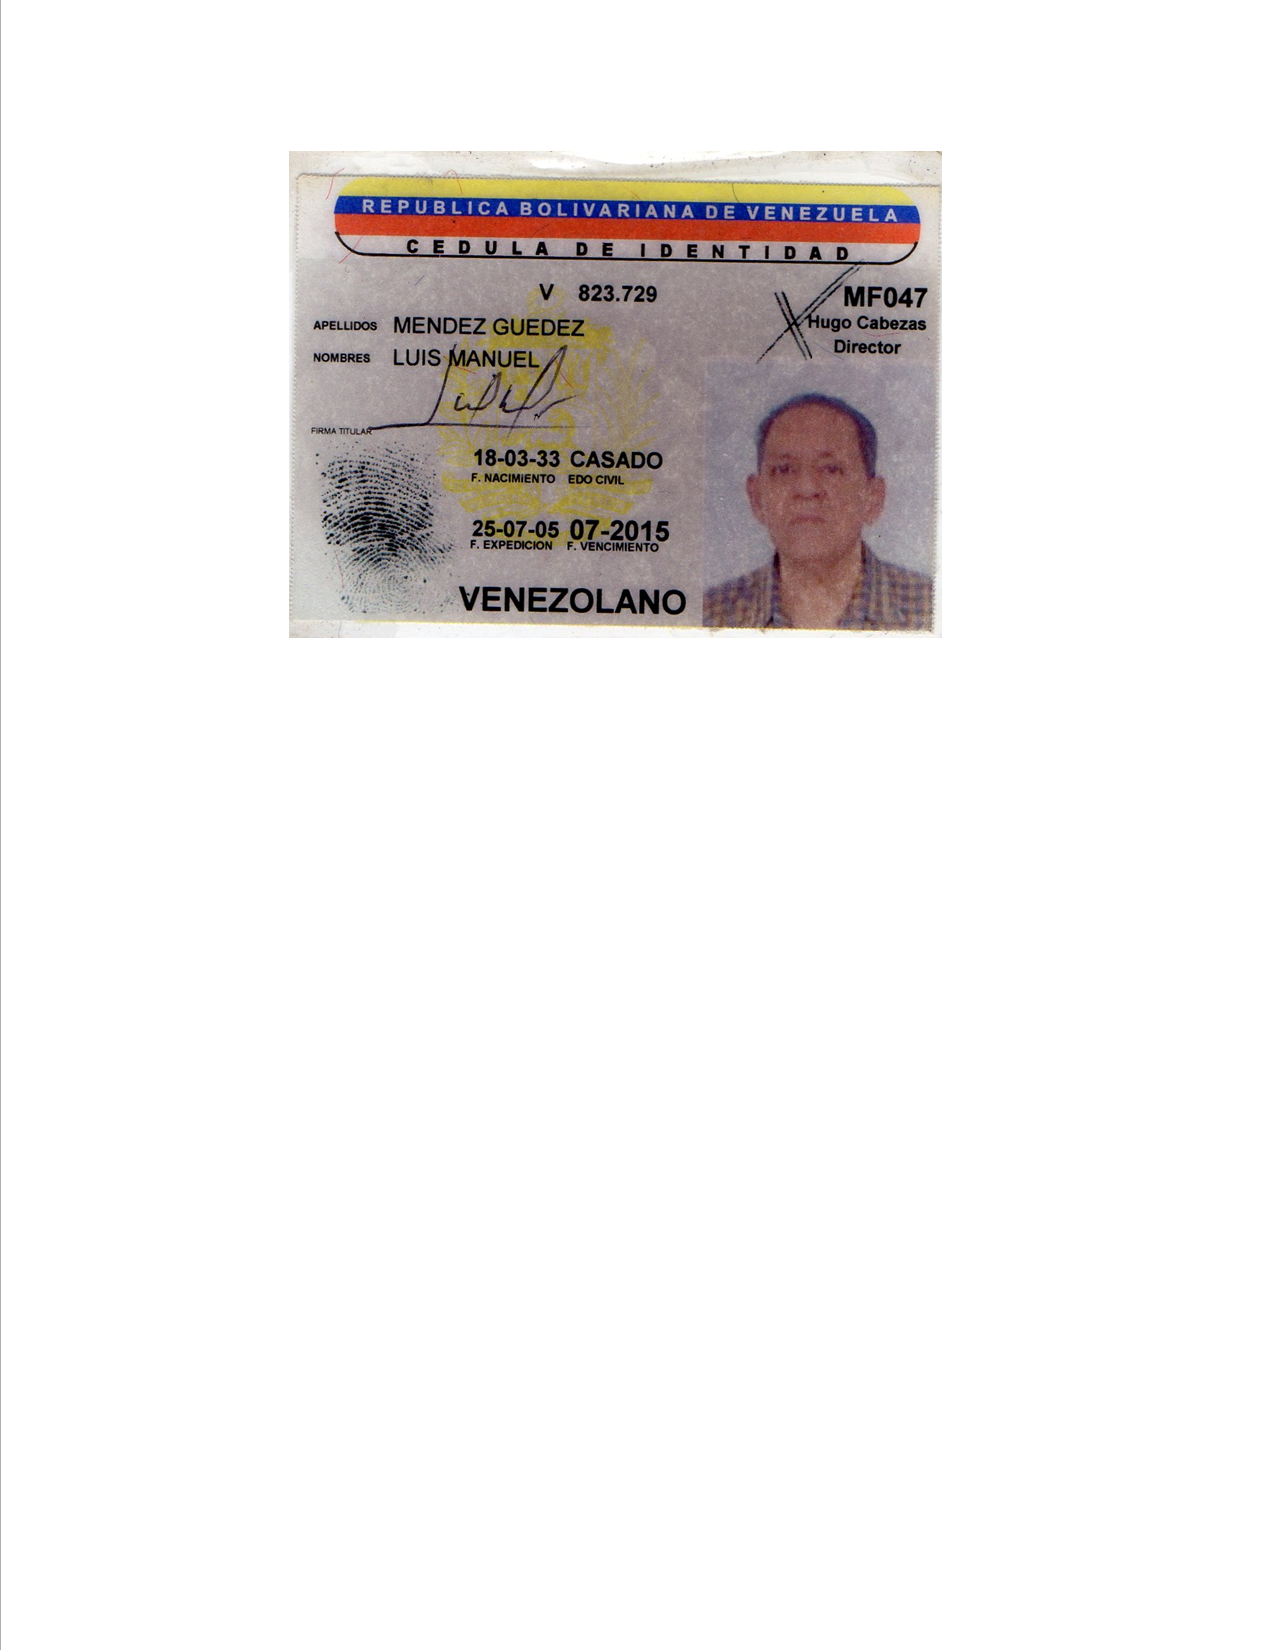 REPUBLICA BOLIVARIANA DE VENEZUELA
CEDULA DE IDENTIDAD
V 823.729
MF047
APELLIDOS MENDEZ GUEDEZ
Hugo Cabezas
NOMBRES LUIS MANUEL
Director
FIRMA TITULAR
18-03-33 CASADO
F. NACIMIENTO EDO CIVIL
25-07-05 07-2015
F. EXPEDICION F. VENCIMIENTO
VENEZOLANO